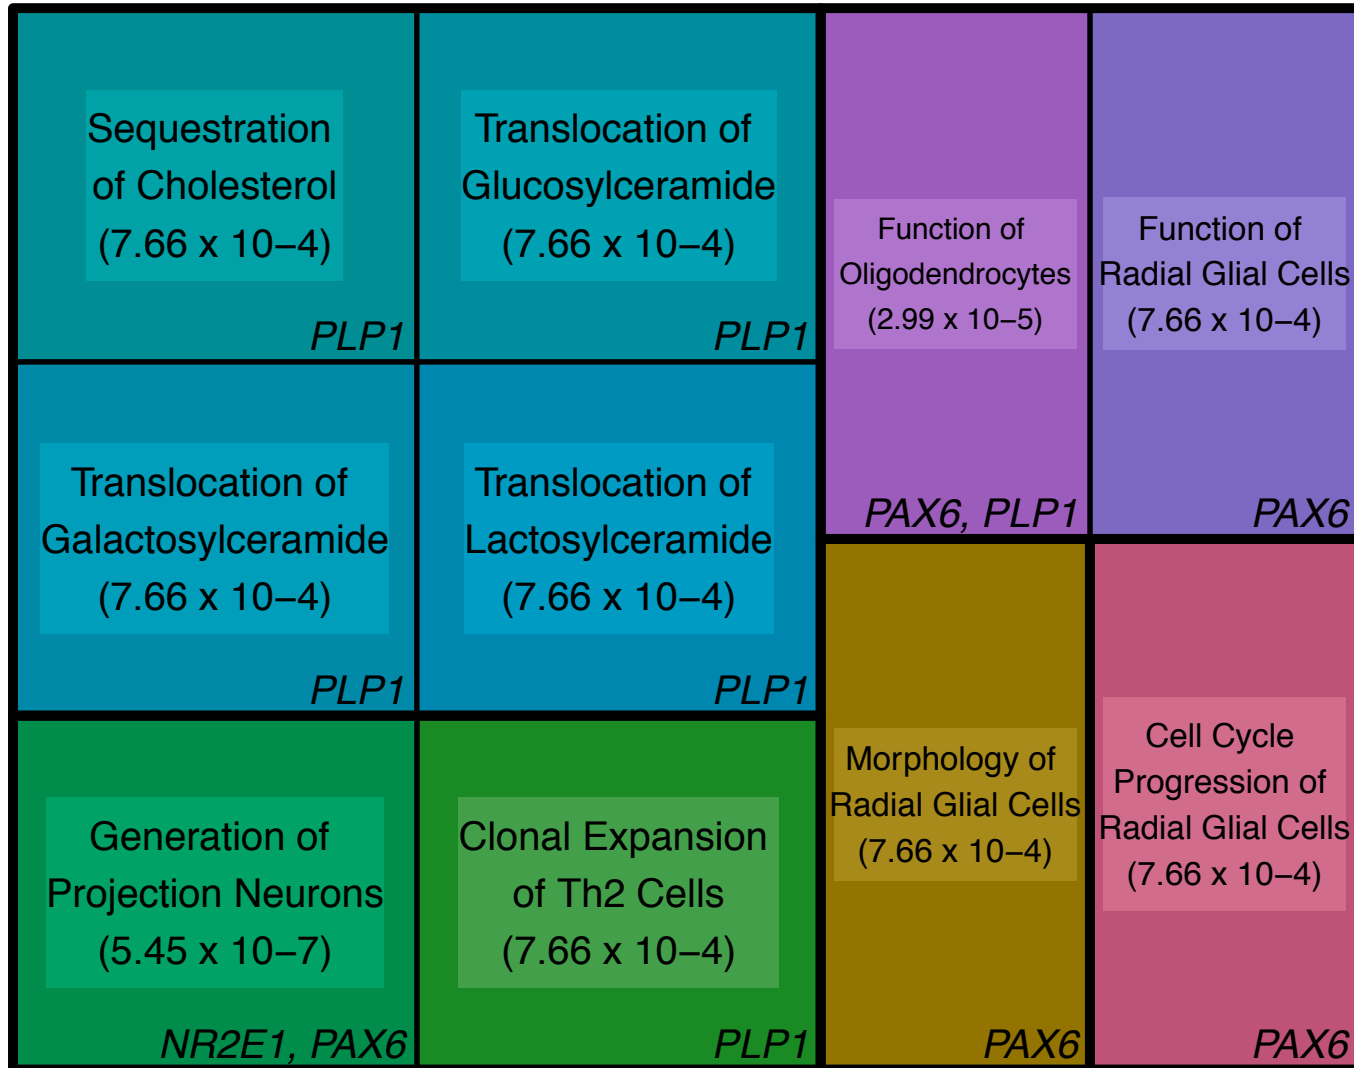 Sequestration
of Cholesterol
(7.66 x 10−4)
PLP1
Translocation of
Glucosylceramide
(7.66 x 10−4)
PLP1
Function of
Oligodendrocytes
(2.99 x 10−5)
PAX6, PLP1
Function of
Radial Glial Cells
(7.66 x 10−4)
PAX6
Translocation of
Galactosylceramide
(7.66 x 10−4)
PLP1
Translocation of
Lactosylceramide
(7.66 x 10−4)
PLP1
Generation of
Projection Neurons
(5.45 x 10−7)
NR2E1, PAX6
Clonal Expansion
of Th2 Cells
(7.66 x 10−4)
PLP1
Morphology of
Radial Glial Cells
(7.66 x 10−4)
PAX6
Cell Cycle
Progression of
Radial Glial Cells
(7.66 x 10−4)
PAX6